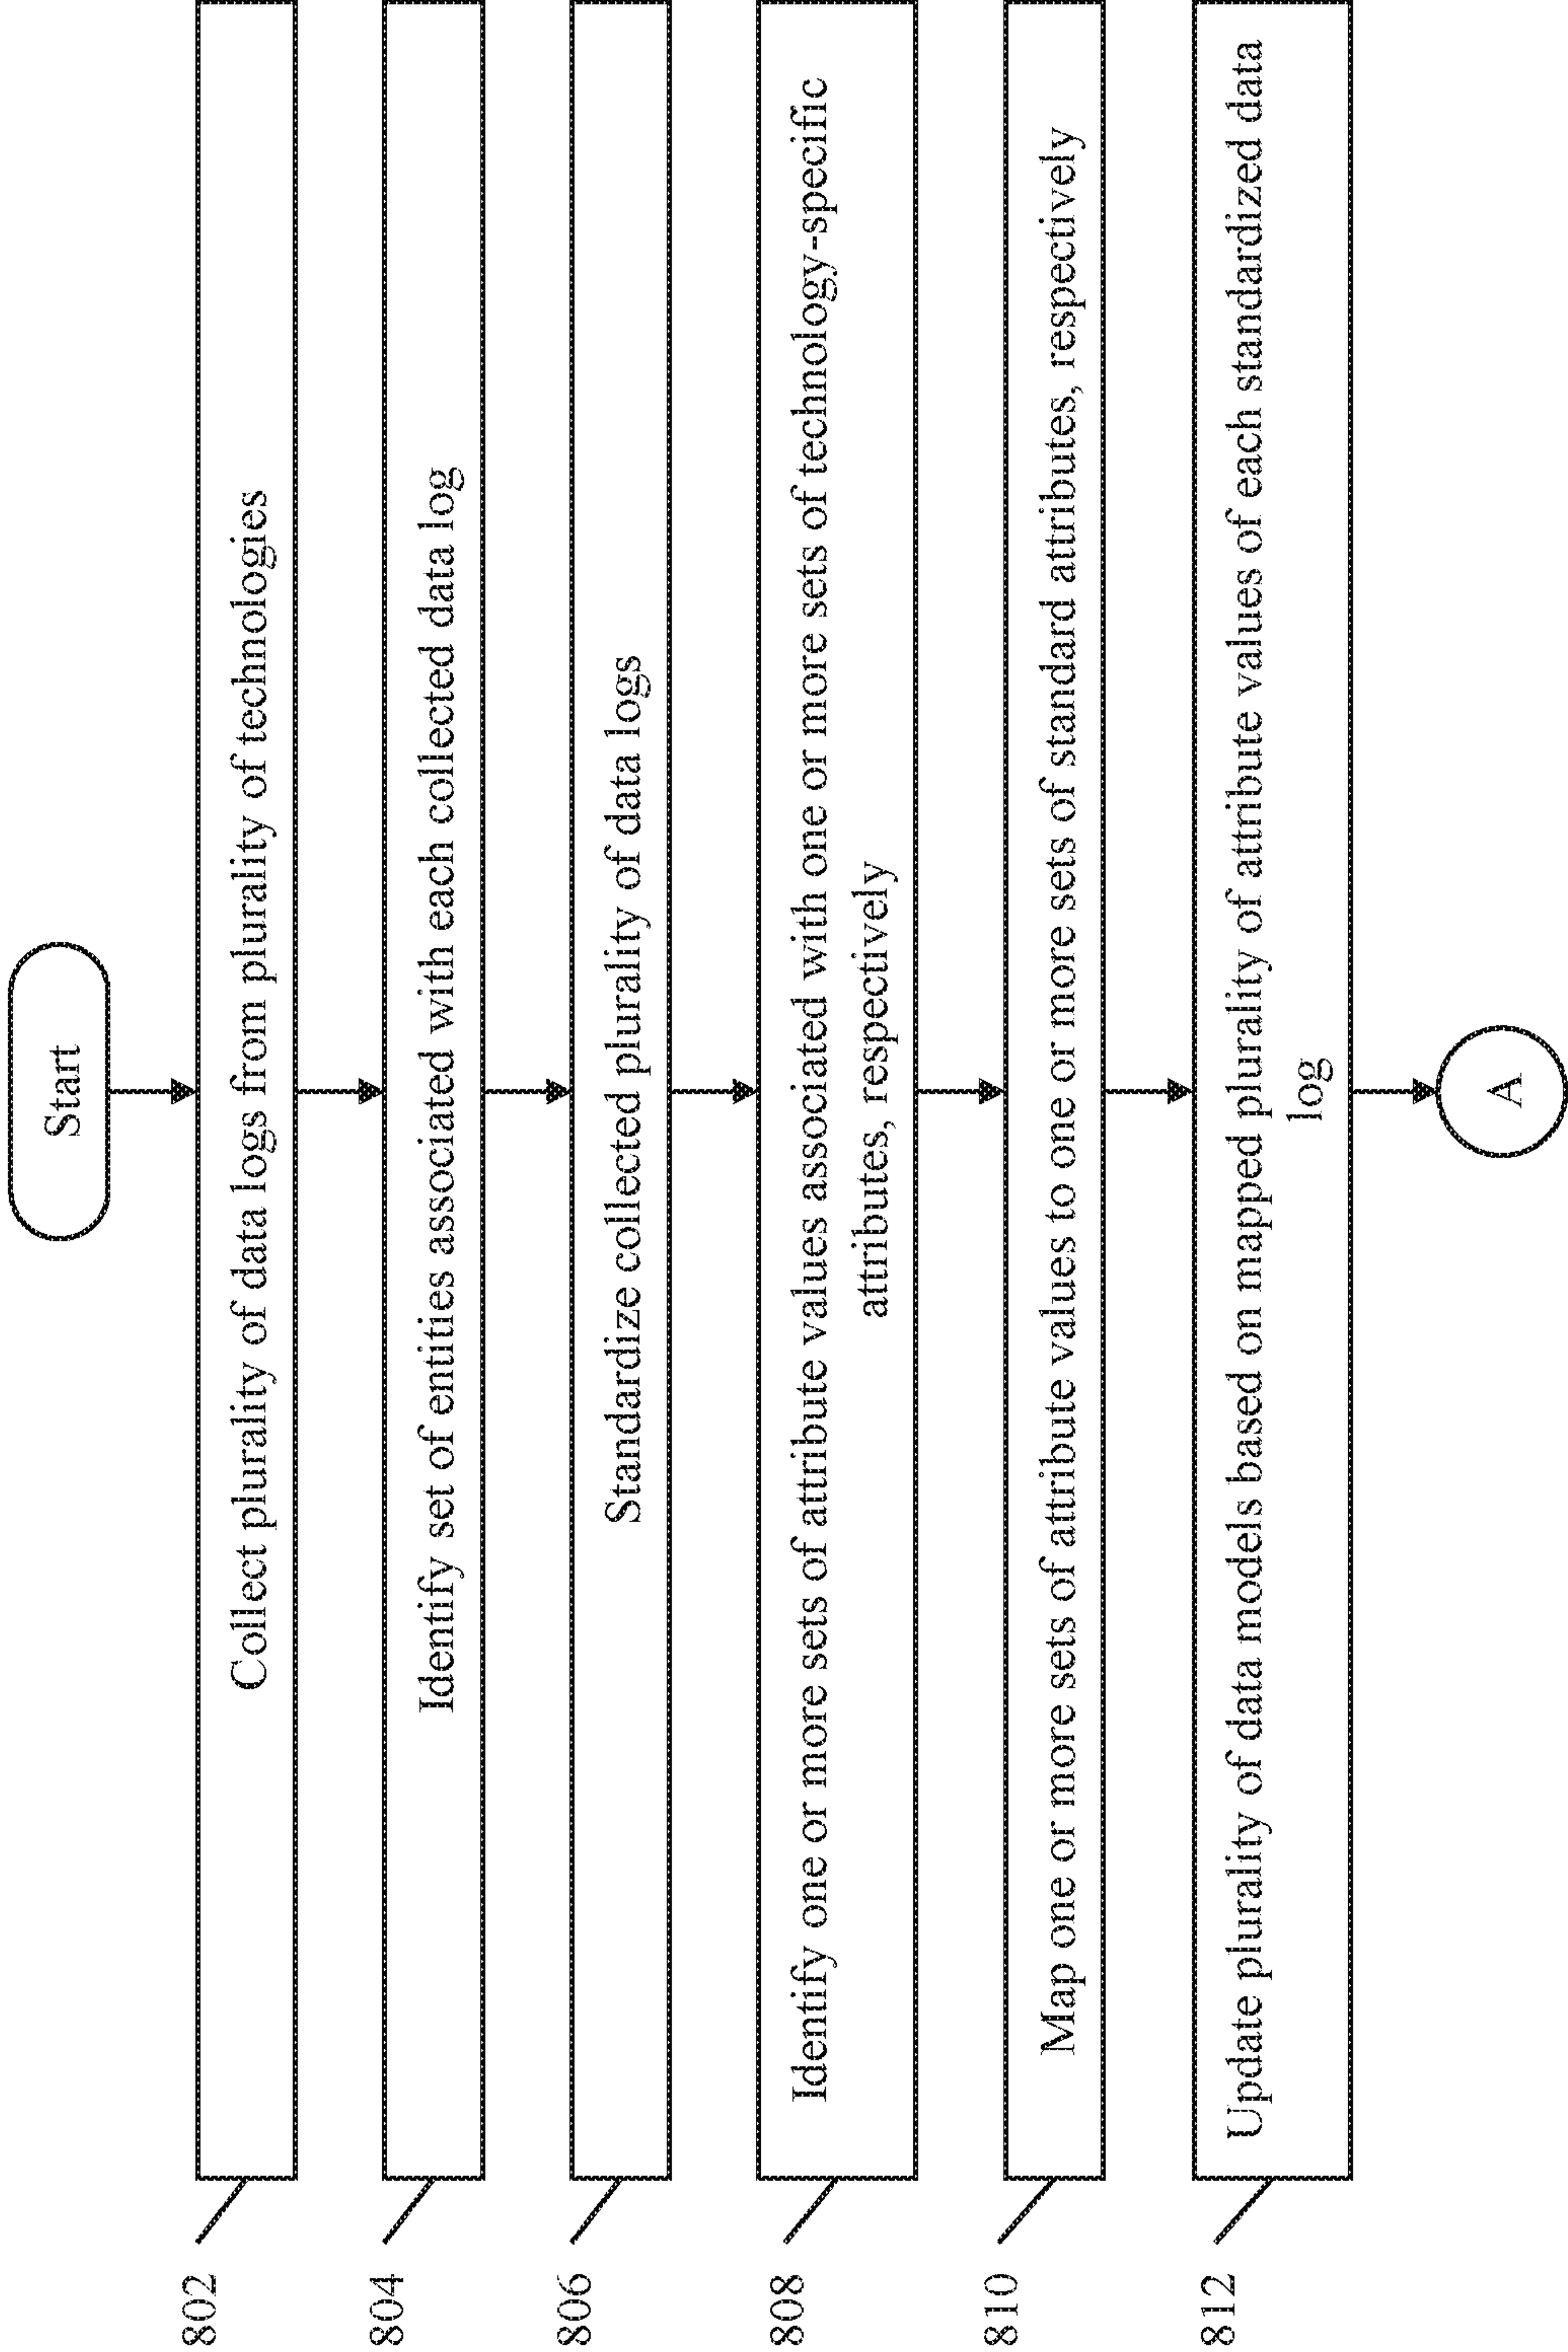 Start
802
Collect plurality of data logs from plurality of technologies
804
Identify set of entities associated with each collected data log
806
Standardize collected plurality of data logs
808
Identify one or more sets of attribute values associated with one or more sets of technology-specific
attributes, respectively
810
Map one or more sets of attribute values to one or more sets of standard attributes, respectively
812
Update plurality of data models based on mapped plurality of attribute values of each standardized data
log
A